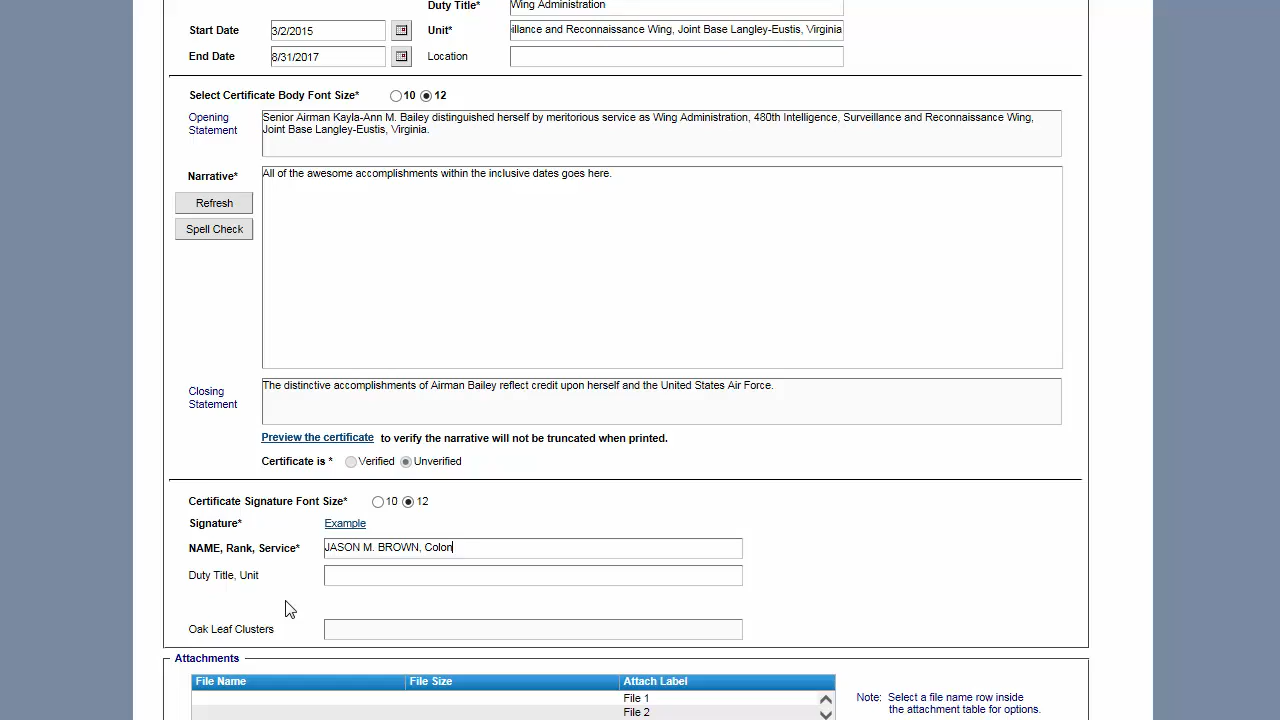 Duty Title* Wing Administration
Start Date 3/2/2015 Unit* illance and Reconnaissance Wing, Joint Base Langley-Eustis, Virginia
End Date 8/31/2017 Location
Select Certificate Body Font Size* 10 12
Opening Statement
Senior Airman Kayla-Ann M. Bailey distinguished herself by meritorious service as Wing Administration, 480th Intelligence, Surveillance and Reconnaissance Wing,
Joint Base Langley-Eustis, Virginia.
Narrative* All of the awesome accomplishments within the inclusive dates goes here.
Refresh
Spell Check
Closing Statement
The distinctive accomplishments of Airman Bailey reflect credit upon herself and the United States Air Force.
Preview the certificate to verify the narrative will not be truncated when printed.
Certificate is * Verified Unverified
Certificate Signature Font Size* 10 12
Signature* Example
NAME, Rank, Service* JASON M. BROWN, Colon
Duty Title, Unit
Oak Leaf Clusters
Attachments
File Name File Size Attach Label
File 1
File 2
Note: Select a file name row inside
the attachment table for options.